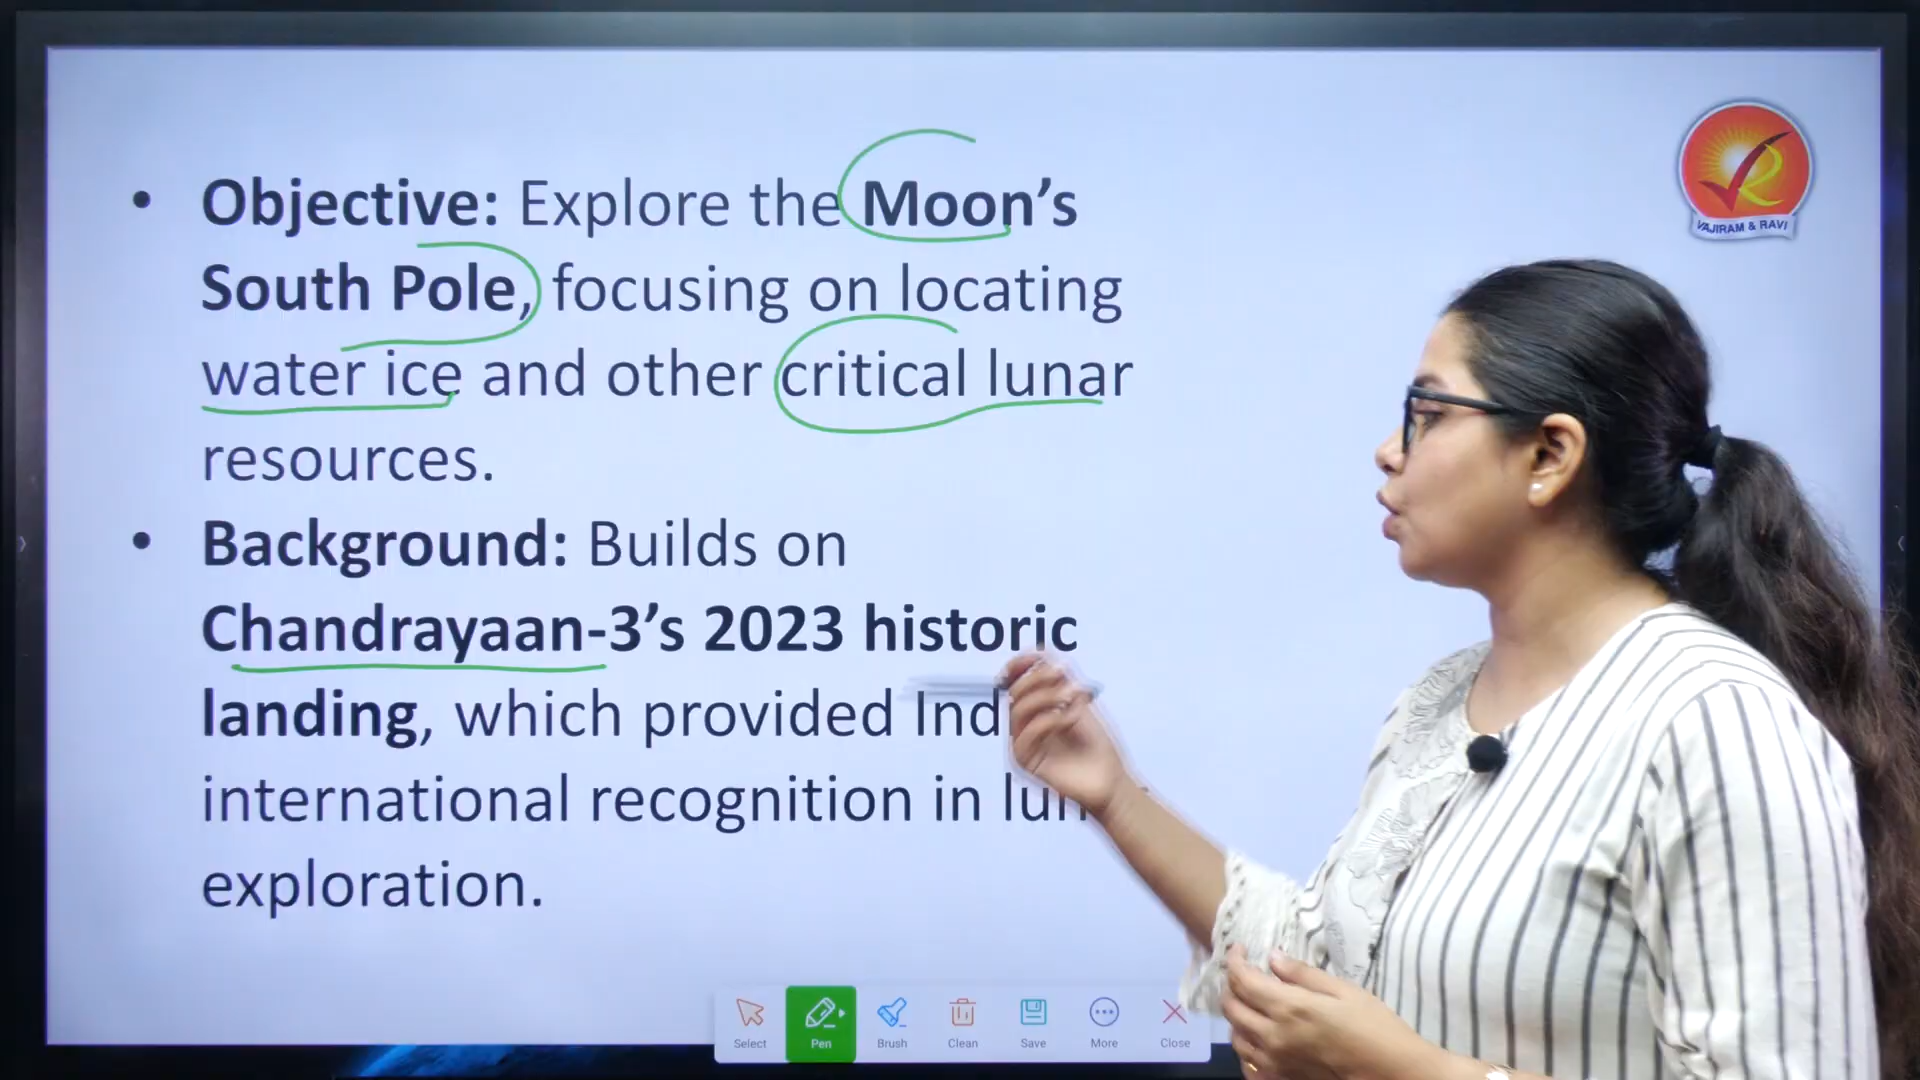 • Objective: Explore the Moon’s
South Pole, focusing on locating
water ice and other critical lunar
resources.
• Background: Builds on
Chandrayaan-3’s 2023 historic
landing, which provided
international recognition in
exploration.
VAJIRAM & RAVI
Select Pen Brush Clean Save More Close